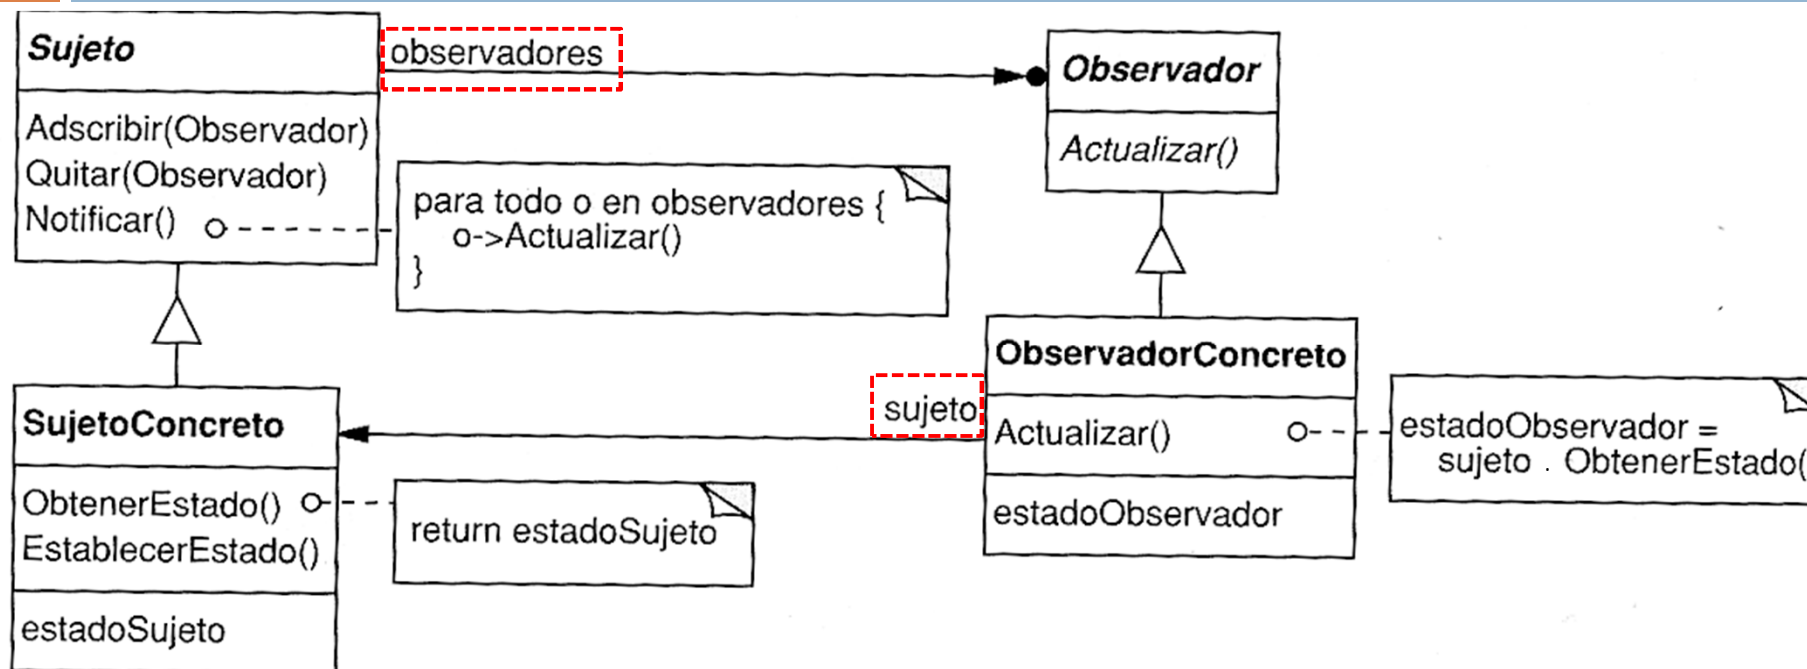 Sujeto
observadores
Observador
Adscribir(Observador)
Quitar(Observador)
Notificar()
Actualizar()
para todo o en observadores {
o->Actualizar()
}
ObservadorConcreto
Actualizar()
estadoObservador
sujeto
estadoObservador =
sujeto . ObtenerEstado(
SujetoConcreto
ObtenerEstado()
EstablecerEstado()
estadoSujeto
return estadoSujeto